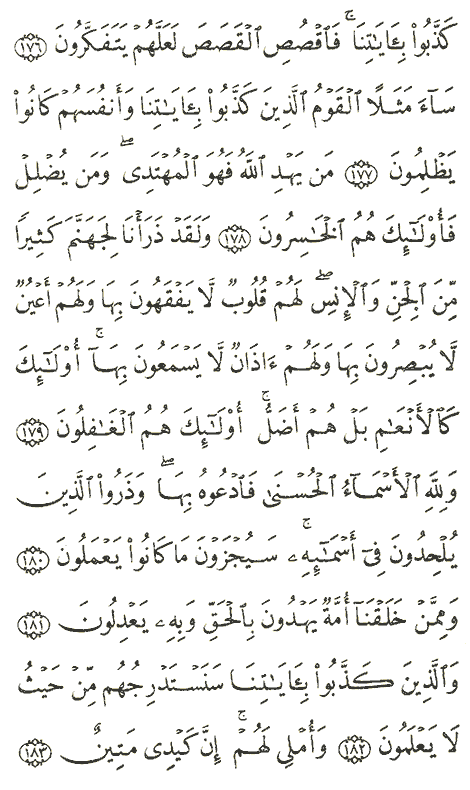 كَذَّبُواْ بِـَٔايَٰتِنَاۚ فَٱقۡصُصِ ٱلۡقَصَصَ لَعَلَّهُمۡ يَتَفَكَّرُونَ ١٧٦
سَآءَ مَثَلًا ٱلۡقَوۡمُ ٱلَّذِينَ كَذَّبُواْ بِـَٔايَٰتِنَا وَأَنفُسَهُمۡ كَانُواْ
يَظۡلِمُونَ ١٧٧ مَن يَهۡدِ ٱللَّهُ فَهُوَ ٱلۡمُهۡتَدِيۖ وَمَن يُضۡلِلۡ
فَأُوْلَٰٓئِكَ هُمُ ٱلۡخَٰسِرُونَ ١٧٨ وَلَقَدۡ ذَرَأۡنَا لِجَهَنَّمَ كَثِيرٗا
مِّنَ ٱلۡجِنِّ وَٱلۡإِنسِۖ لَهُمۡ قُلُوبٞ لَّا يَفۡقَهُونَ بِهَا وَلَهُمۡ أَعۡيُنٞ
لَّا يُبۡصِرُونَ بِهَا وَلَهُمۡ ءَاذَانٞ لَّا يَسۡمَعُونَ بِهَآۚ أُوْلَٰٓئِكَ
كَٱلۡأَنۡعَٰمِ بَلۡ هُمۡ أَضَلُّۚ أُوْلَٰٓئِكَ هُمُ ٱلۡغَٰفِلُونَ ١٧٩
وَلِلَّهِ ٱلۡأَسۡمَآءُ ٱلۡحُسۡنَىٰ فَٱدۡعُوهُ بِهَاۖ وَذَرُواْ ٱلَّذِينَ
يُلۡحِدُونَ فِيٓ أَسۡمَٰٓئِهِۦۚ سَيُجۡزَوۡنَ مَا كَانُواْ يَعۡمَلُونَ ١٨٠
وَمِمَّنۡ خَلَقۡنَآ أُمَّةٞ يَهۡدُونَ بِٱلۡحَقِّ وَبِهِۦ يَعۡدِلُونَ ١٨١
وَٱلَّذِينَ كَذَّبُواْ بِـَٔايَٰتِنَا سَنَسۡتَدۡرِجُهُم مِّنۡ حَيۡثُ
لَا يَعۡلَمُونَ ١٨٢ وَأُمۡلِي لَهُمۡۚ إِنَّ كَيۡدِي مَتِينٌ ١٨٣